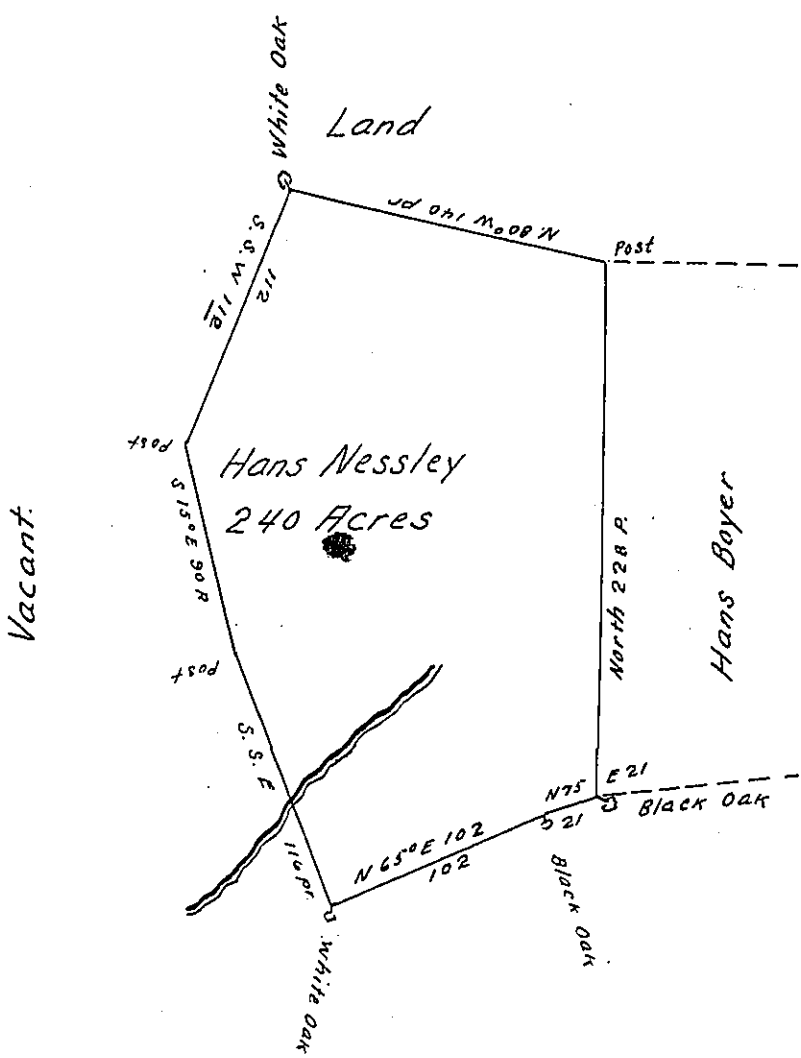 White Oak
Land
N. 80° W 140 pr
Post
S. S. W 112
112
Post
Hans Nessley
240 Acres
S 15° E 90 P
Vacant.
North 228 P.
Hans Boyer
Post
S. S. E
116 pr.
N 65° E 102
102
N 75
E 21
21
Black Oak
Black Oak
White Oak